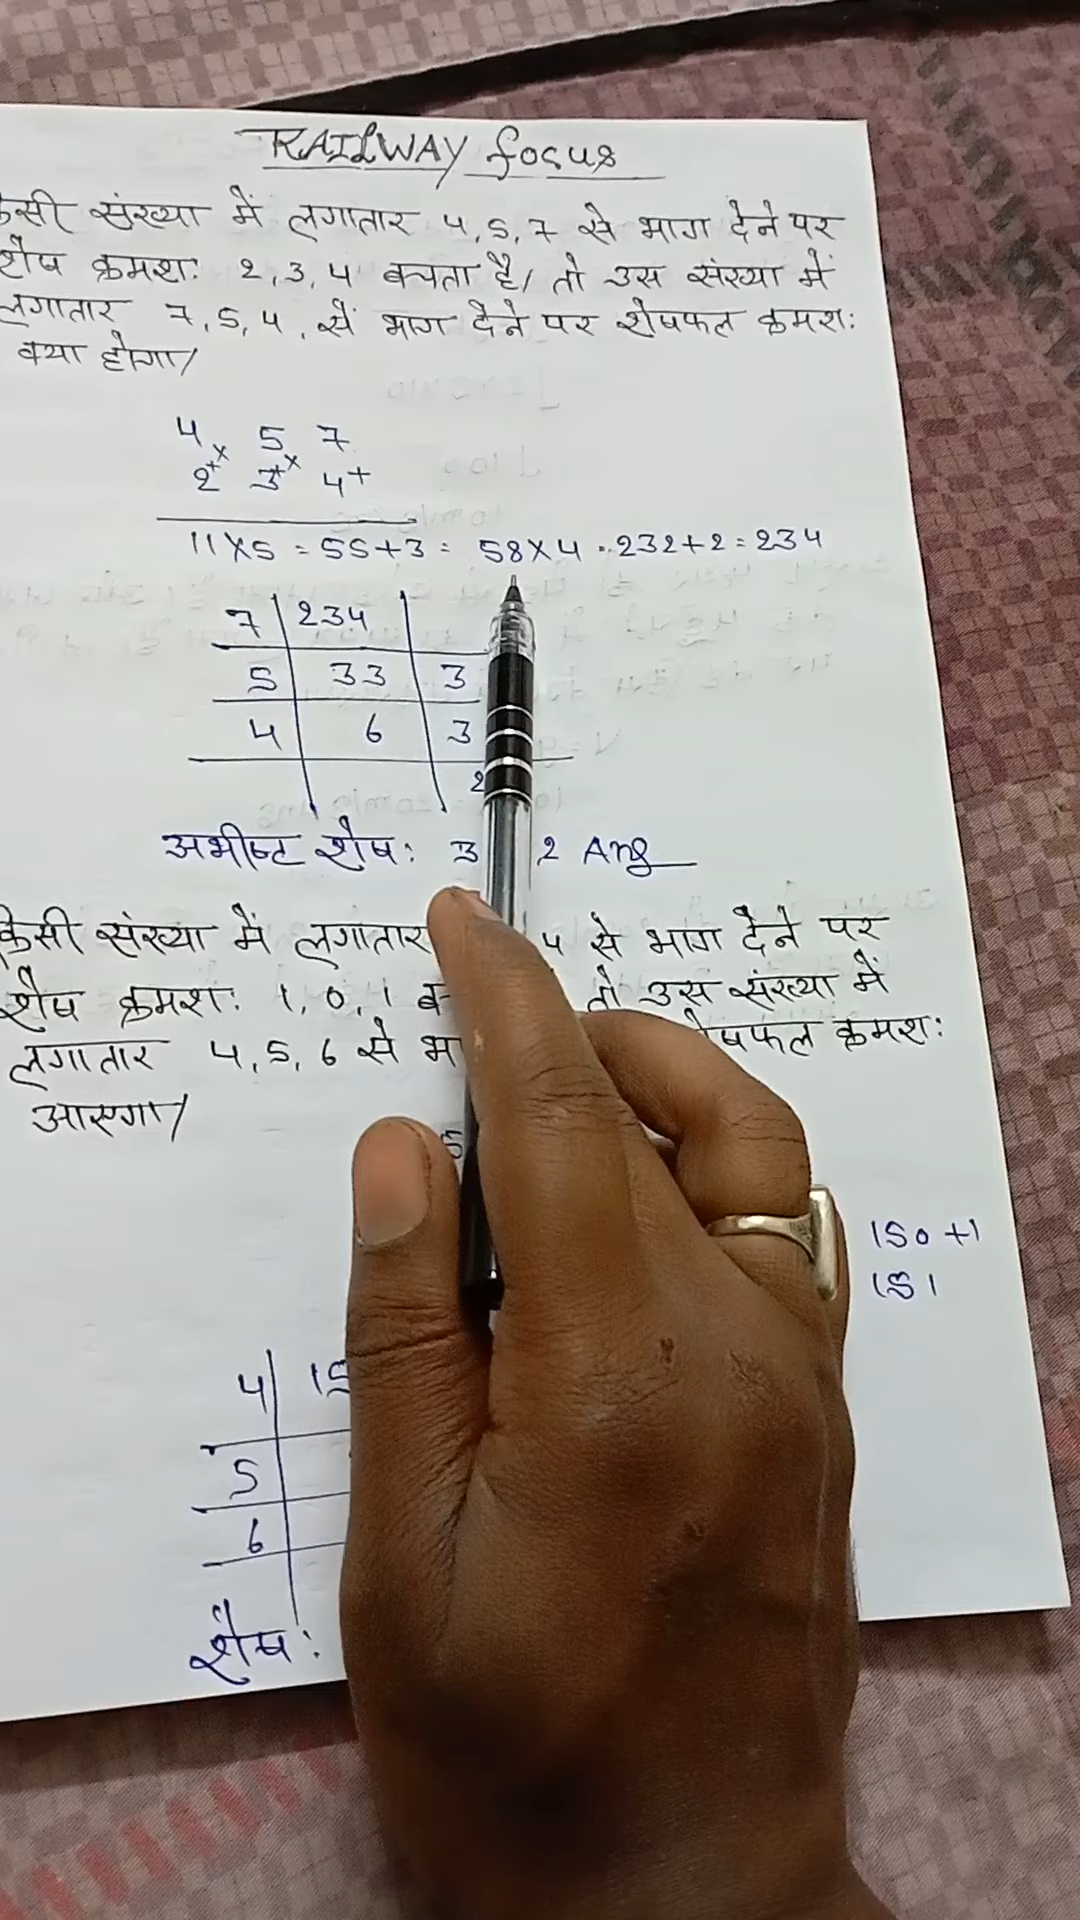 RAILWAY focus
किसी संख्या में लगातार 4, 5, 7 से भाग देने पर
शेष क्रमशः 2, 3, 4 बचता है। तो उस संख्या में
लगातार 7, 5, 4, से भाग देने पर शेषफल क्रमशः
क्या होगा।
4 × 5 × 7
2+ 3+ 4+
11×5 = 55+3 = 58×4 = 232+2 = 234
7 234
5 33 3
4 6 3
2
अभीष्ट शेषः 3 2 Ans
किसी संख्या में लगातार 4 से भाग देने पर
शेष क्रमशः 1, 0, 1 तो उस संख्या में
लगातार 4, 5, 6 से शेषफल क्रमशः
आएगा।
5
150 +1
151
4 15
5
6
शेषः